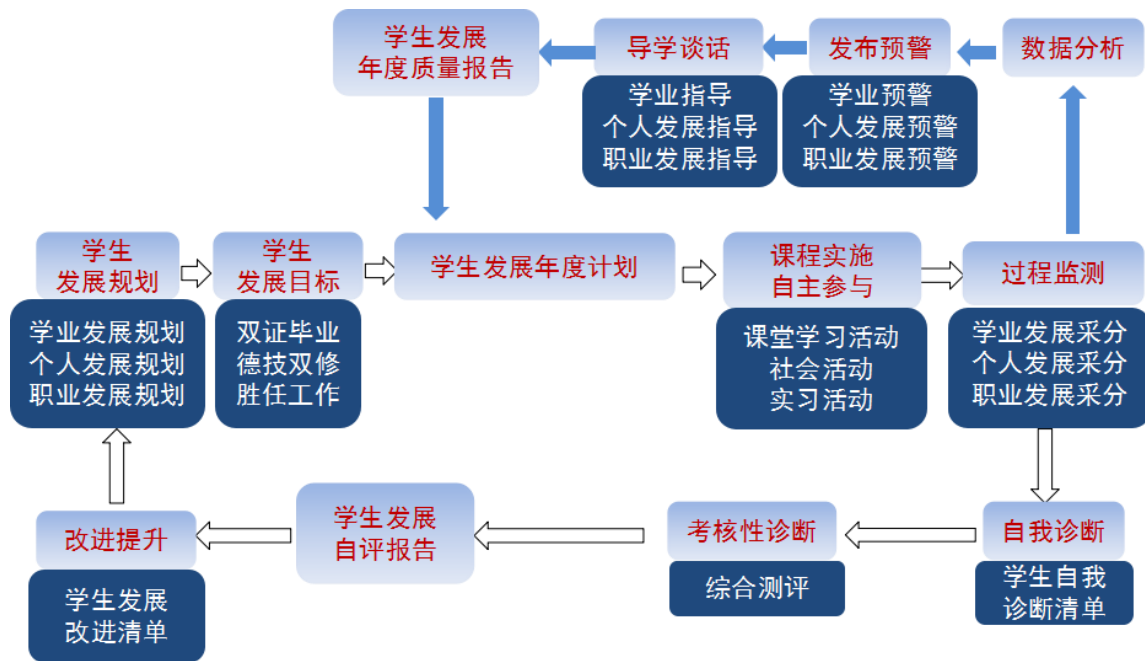 学生发展
年度质量报告
导学谈话
学业指导
个人发展指导
职业发展指导
发布预警
学业预警
个人发展预警
职业发展预警
数据分析
学生
发展规划
学业发展规划
个人发展规划
职业发展规划
学生
发展目标
双证毕业
德技双修
胜任工作
学生发展年度计划
课程实施
自主参与
课堂学习活动
社会活动
实习活动
过程监测
学业发展采分
个人发展采分
职业发展采分
改进提升
学生发展
改进清单
学生发展
自评报告
考核性诊断
综合测评
自我诊断
学生自我
诊断清单